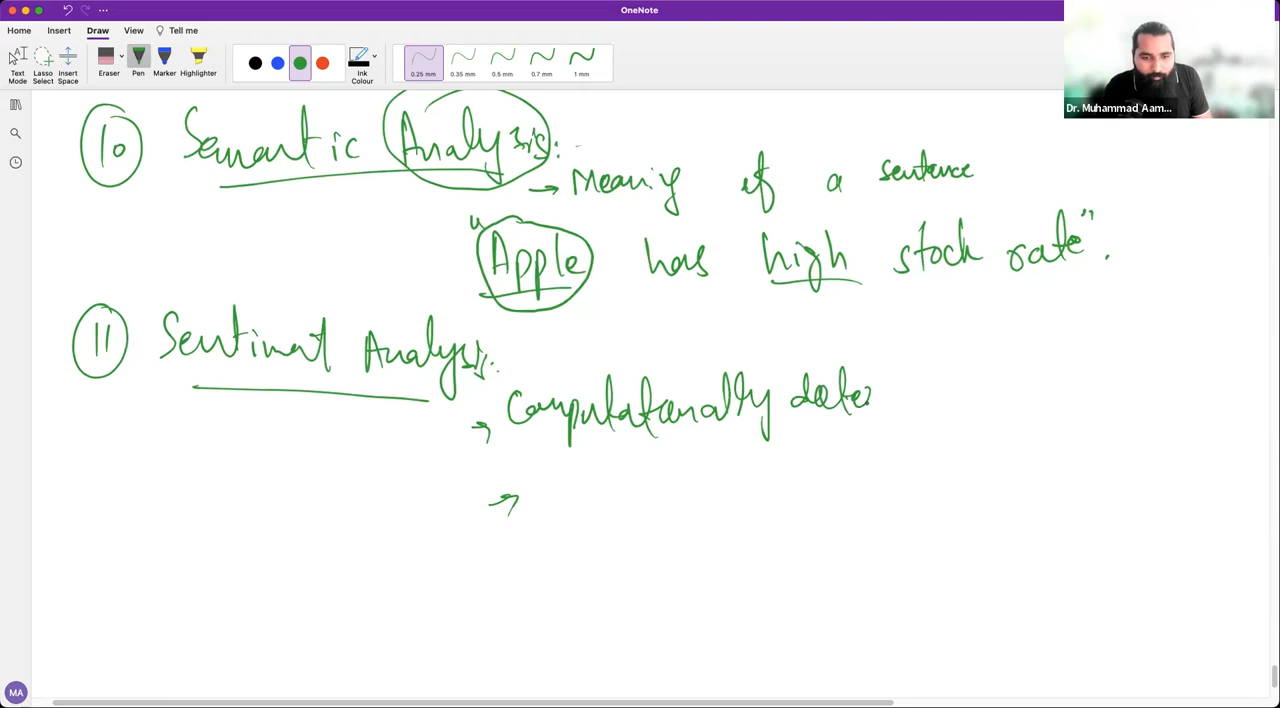 OneNote
Home Insert Draw View Tell me
Text Mode
Lasso Select
Insert Space
Eraser
Pen
Marker
Highlighter
Ink Colour
0.25 mm
0.35 mm
0.5 mm
0.7 mm
1 mm
Dr. Muhammad Aam...
10 Semantic Analysis:
→ Meaning of a sentence
"Apple has high stock rate".
11 Sentiment Analysis:
→ Computationally dete
→
MA